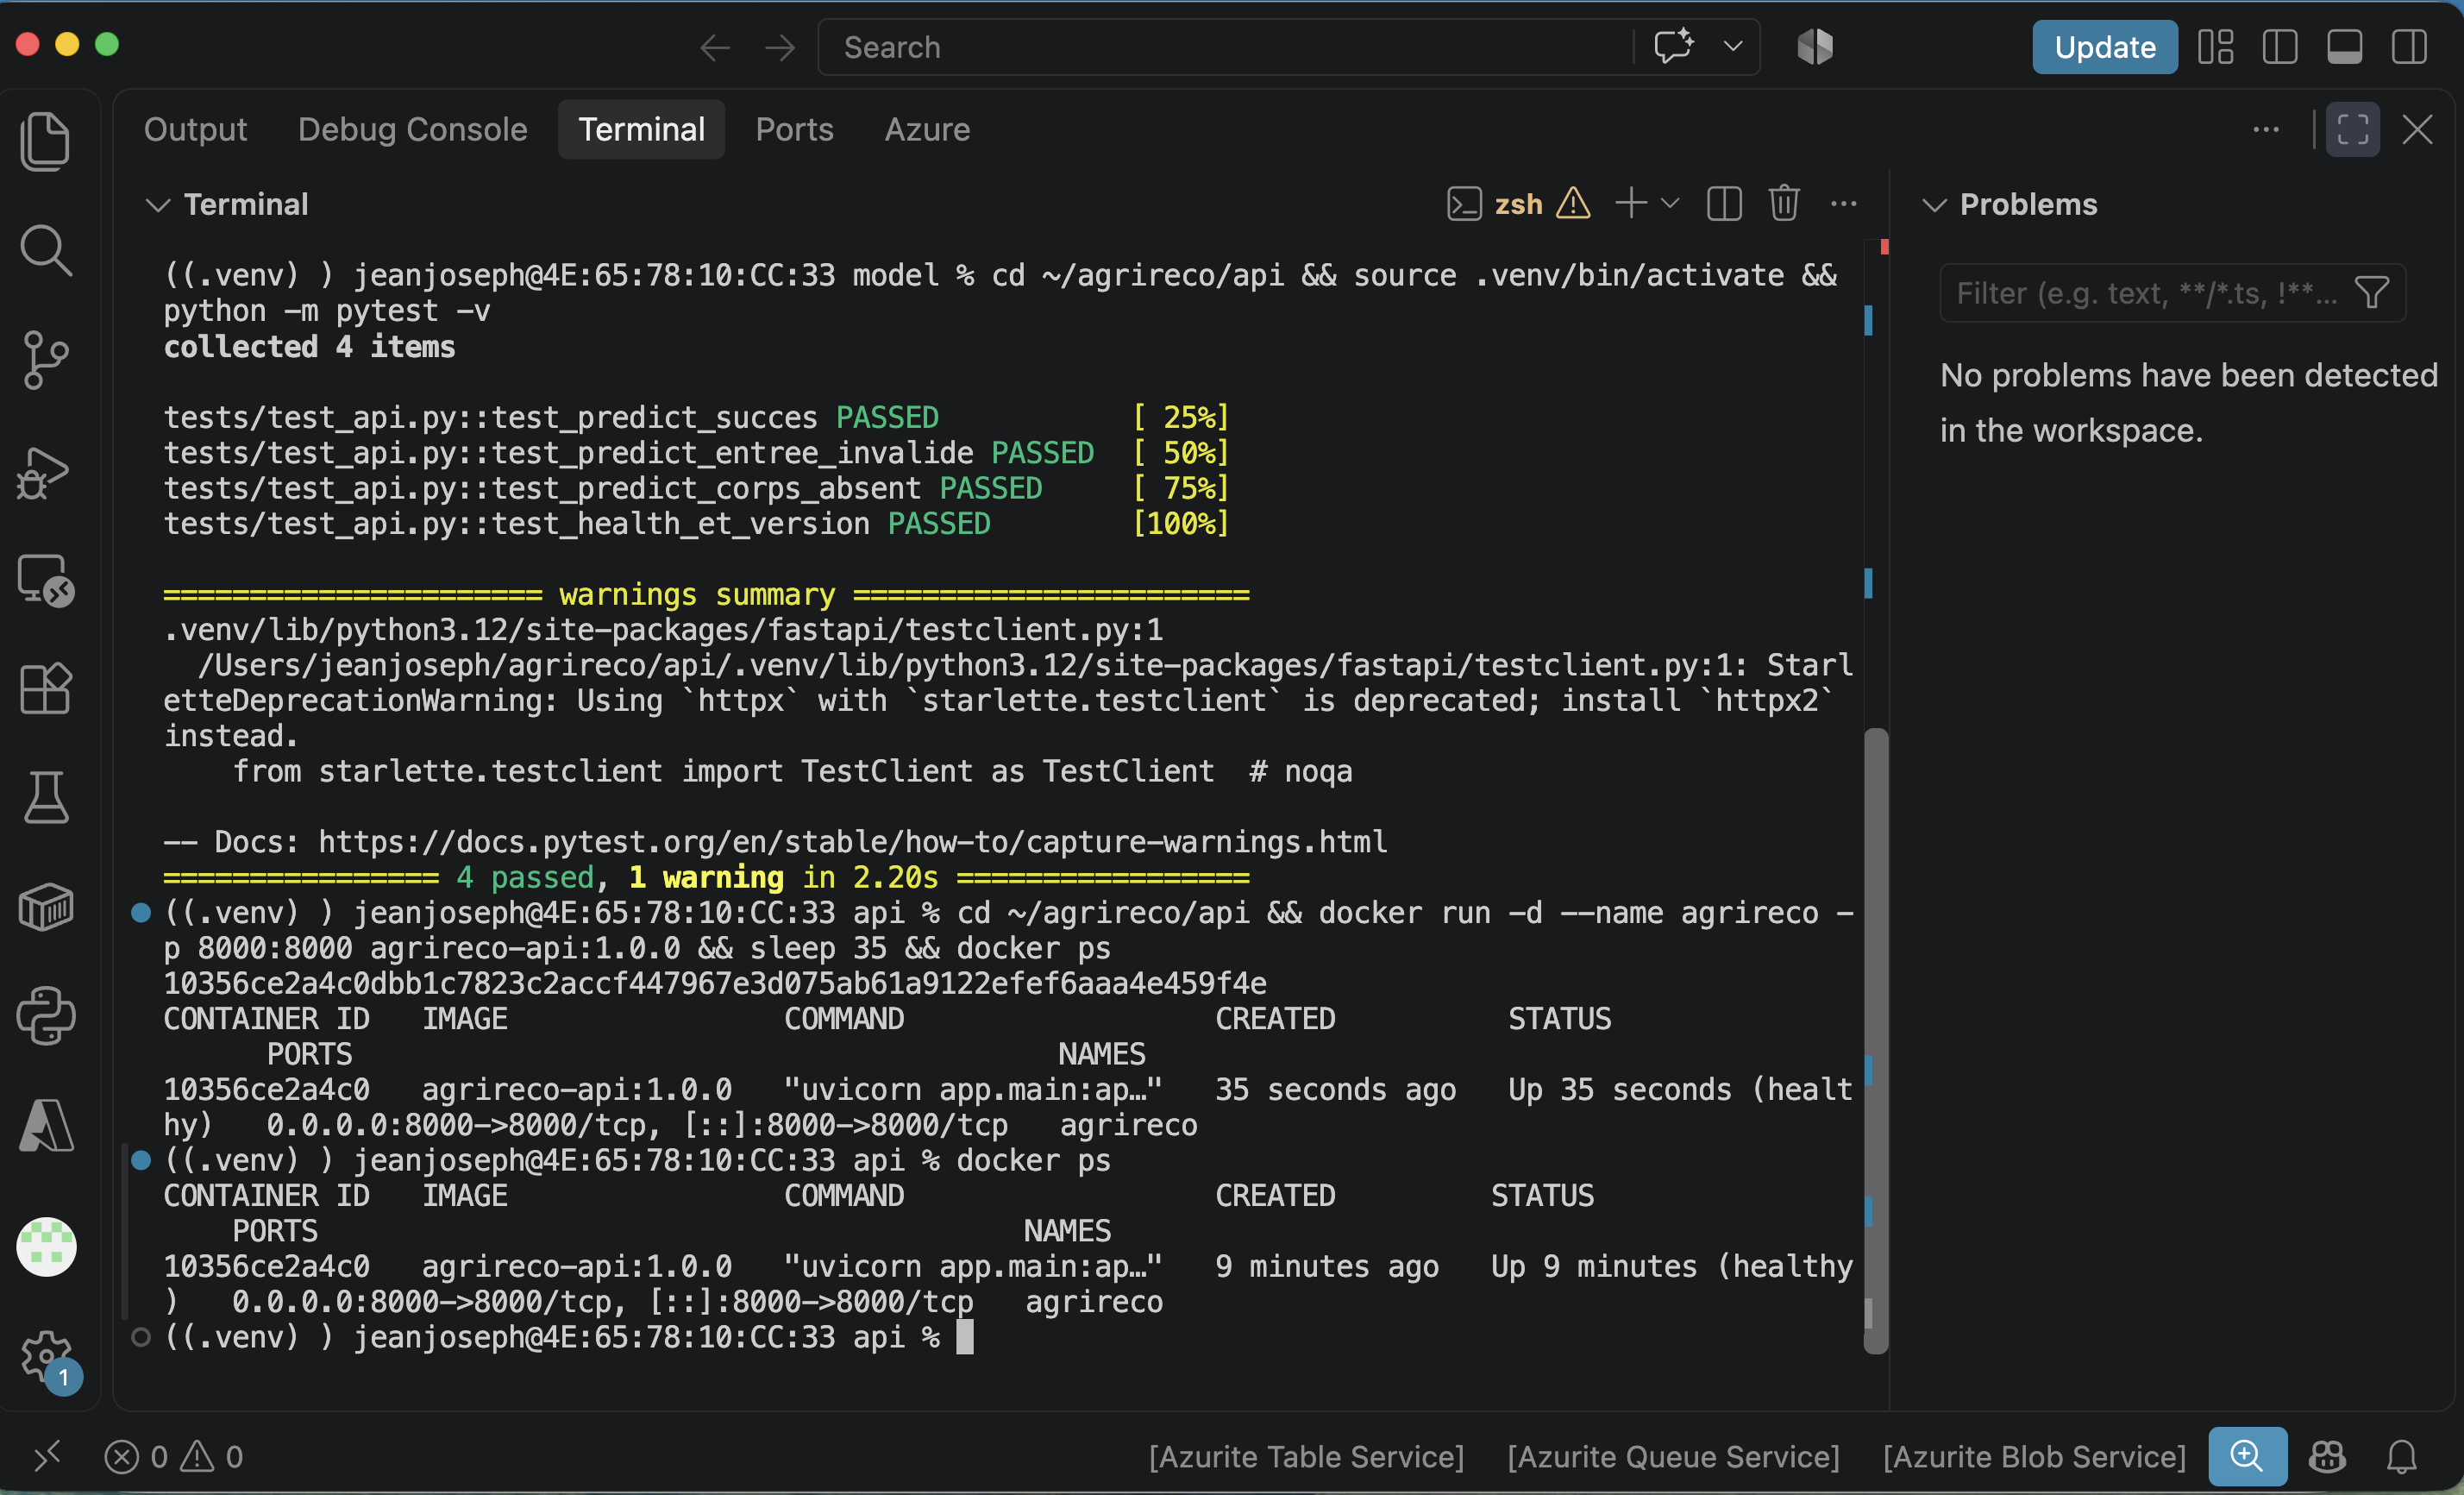 Search
Update
Output
Debug Console
Terminal
Ports
Azure
Terminal
zsh
Problems
Filter (e.g. text, **/*.ts, !**...
No problems have been detected
in the workspace.
((.venv) ) jeanjoseph@4E:65:78:10:CC:33 model % cd ~/agrireco/api && source .venv/bin/activate &&
python -m pytest -v
collected 4 items
tests/test_api.py::test_predict_succes PASSED [ 25%]
tests/test_api.py::test_predict_entree_invalide PASSED [ 50%]
tests/test_api.py::test_predict_corps_absent PASSED [ 75%]
tests/test_api.py::test_health_et_version PASSED [100%]
====================== warnings summary =======================
.venv/lib/python3.12/site-packages/fastapi/testclient.py:1
/Users/jeanjoseph/agrireco/api/.venv/lib/python3.12/site-packages/fastapi/testclient.py:1: Starl
etteDeprecationWarning: Using `httpx` with `starlette.testclient` is deprecated; install `httpx2`
instead.
from starlette.testclient import TestClient as TestClient  # noqa
-- Docs: https://docs.pytest.org/en/stable/how-to/capture-warnings.html
================ 4 passed, 1 warning in 2.20s =================
((.venv) ) jeanjoseph@4E:65:78:10:CC:33 api % cd ~/agrireco/api && docker run -d --name agrireco -
p 8000:8000 agrireco-api:1.0.0 && sleep 35 && docker ps
10356ce2a4c0dbb1c7823c2accf447967e3d075ab61a9122efef6aaa4e459f4e
CONTAINER ID   IMAGE                COMMAND                  CREATED          STATUS
PORTS                                         NAMES
10356ce2a4c0   agrireco-api:1.0.0   "uvicorn app.main:ap…"   35 seconds ago   Up 35 seconds (healt
hy)   0.0.0.0:8000->8000/tcp, [::]:8000->8000/tcp   agrireco
((.venv) ) jeanjoseph@4E:65:78:10:CC:33 api % docker ps
CONTAINER ID   IMAGE                COMMAND                  CREATED         STATUS
PORTS                                         NAMES
10356ce2a4c0   agrireco-api:1.0.0   "uvicorn app.main:ap…"   9 minutes ago   Up 9 minutes (healthy
)   0.0.0.0:8000->8000/tcp, [::]:8000->8000/tcp   agrireco
((.venv) ) jeanjoseph@4E:65:78:10:CC:33 api %
1
0 0
[Azurite Table Service]
[Azurite Queue Service]
[Azurite Blob Service]